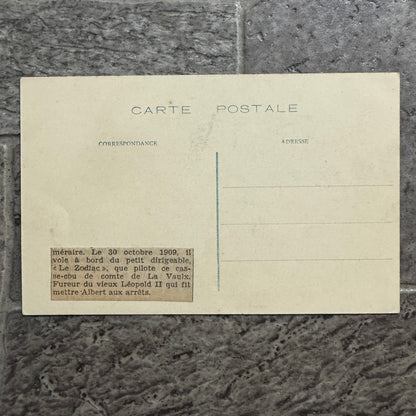 CARTE POSTALE
CORRESPONDANCE
ADRESSE
méraire. Le 30 octobre 1909, il
vole à bord du petit dirigeable,
« Le Zodiac », que pilote ce cas-
se-cou de comte de La Vaulx.
Fureur du vieux Léopold II qui fit
mettre Albert aux arrêts.